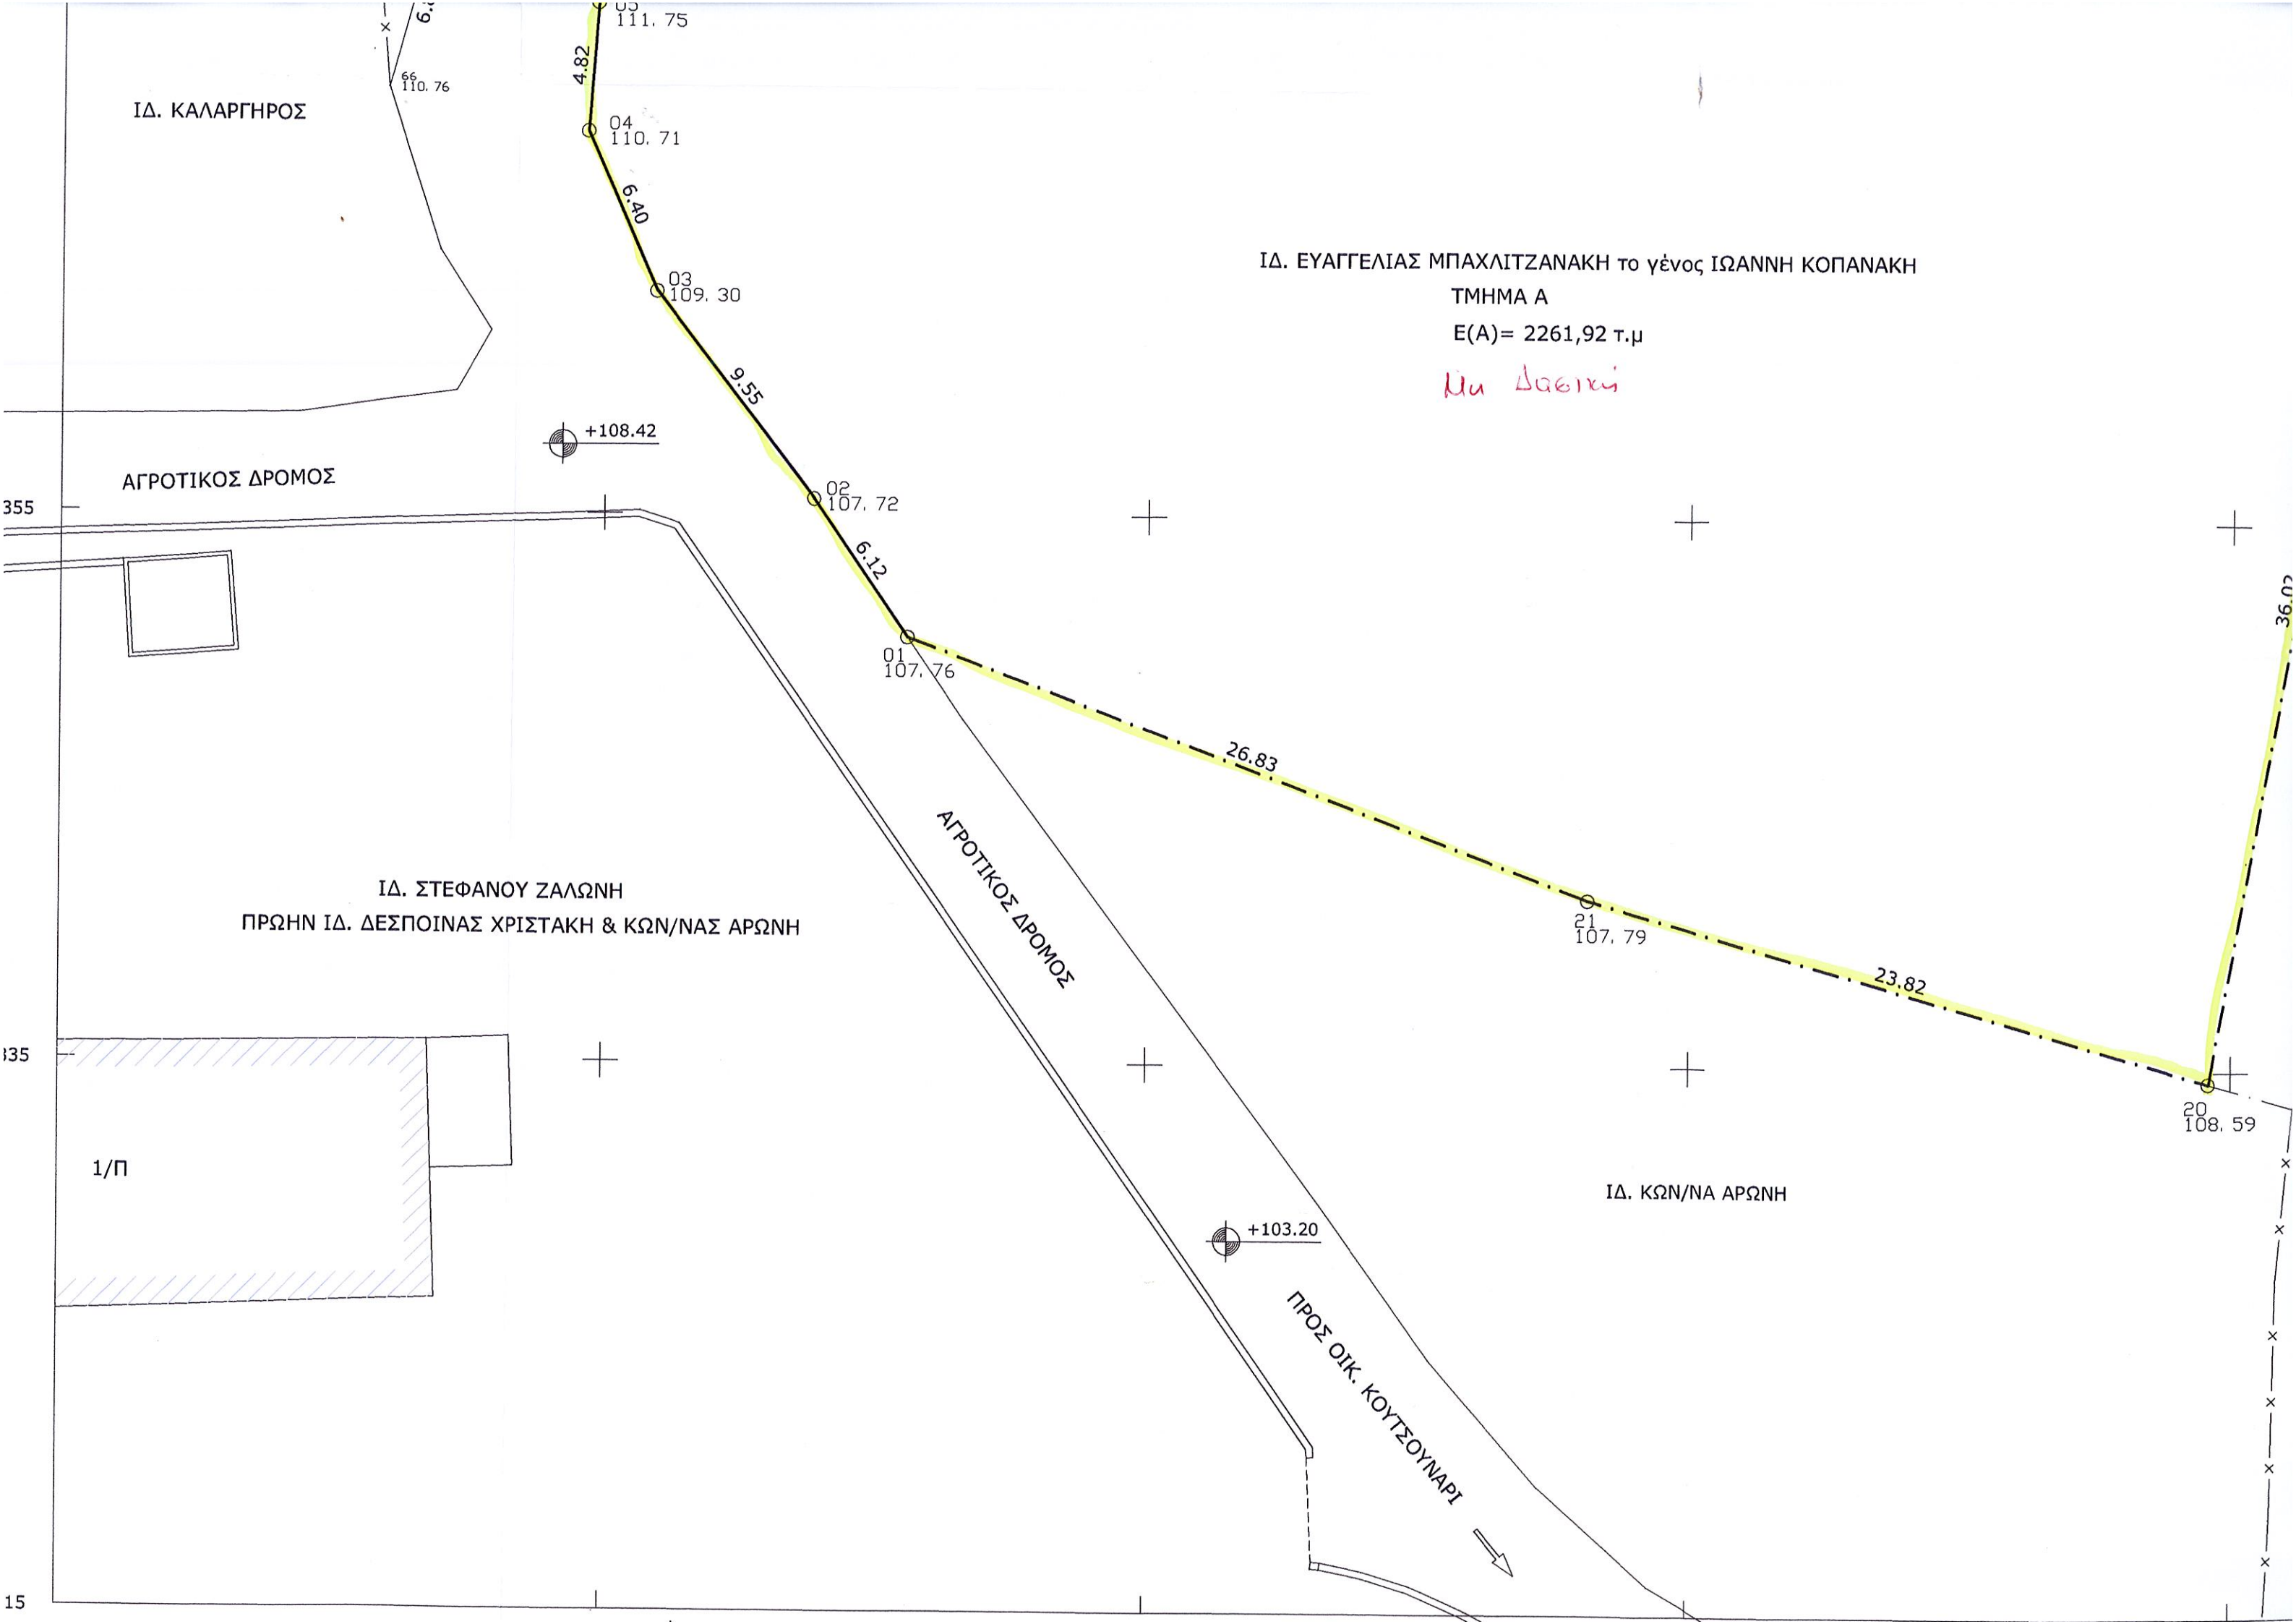 05
111.75
4.82
66
110.76
ΙΔ. ΚΑΛΑΡΓΗΡΟΣ
04
110.71
6.40
03
109.30
ΙΔ. ΕΥΑΓΓΕΛΙΑΣ ΜΠΑΧΛΙΤΖΑΝΑΚΗ το γένος ΙΩΑΝΝΗ ΚΟΠΑΝΑΚΗ
ΤΜΗΜΑ Α
Ε(Α)= 2261,92 τ.μ
Μη Δασική
9.55
+108.42
ΑΓΡΟΤΙΚΟΣ ΔΡΟΜΟΣ
02
107.72
355
6.12
36.02
01
107.76
26.83
ΑΓΡΟΤΙΚΟΣ ΔΡΟΜΟΣ
ΙΔ. ΣΤΕΦΑΝΟΥ ΖΑΛΩΝΗ
ΠΡΩΗΝ ΙΔ. ΔΕΣΠΟΙΝΑΣ ΧΡΙΣΤΑΚΗ & ΚΩΝ/ΝΑΣ ΑΡΩΝΗ
21
107.79
23.82
35
20
108.59
1/Π
ΙΔ. ΚΩΝ/ΝΑ ΑΡΩΝΗ
+103.20
ΠΡΟΣ ΟΙΚ. ΚΟΥΤΣΟΥΝΑΡΙ
15